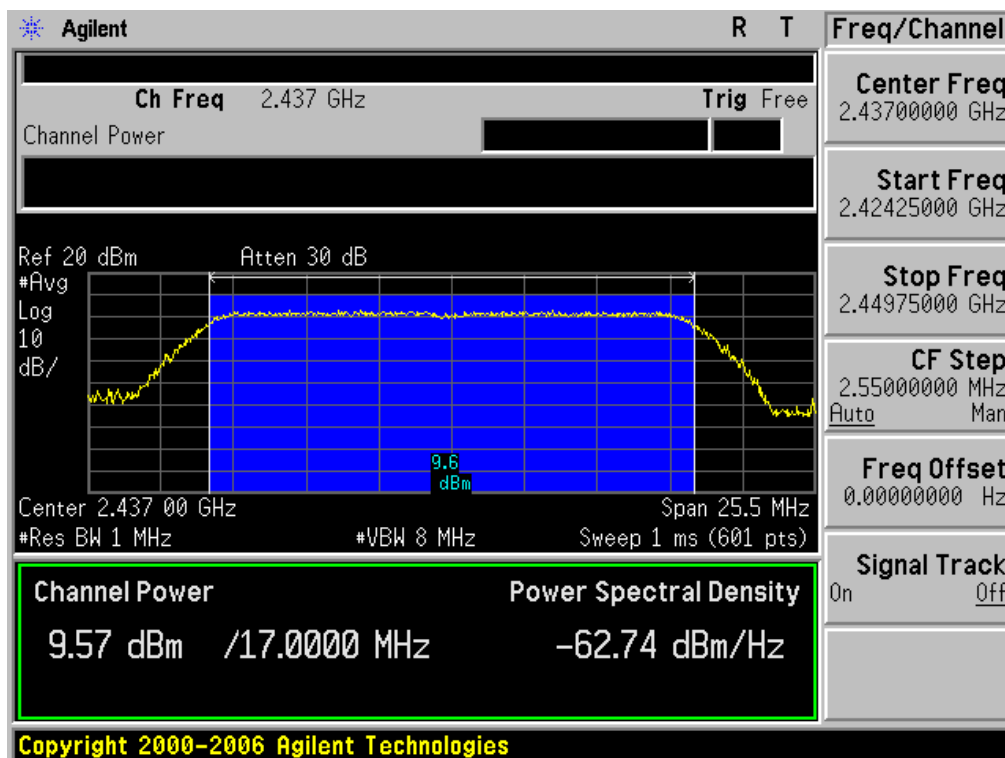 Agilent R T Freq/Channel
Ch Freq 2.437 GHz Trig Free
Channel Power
Center Freq
2.43700000 GHz
Start Freq
2.42425000 GHz
Stop Freq
2.44975000 GHz
CF Step
2.55000000 MHz
Auto Man
Freq Offset
0.00000000 Hz
Signal Track
On Off
Ref 20 dBm Atten 30 dB
#Avg
Log
10
dB/
9.6
dBm
Center 2.437 00 GHz Span 25.5 MHz
#Res BW 1 MHz #VBW 8 MHz Sweep 1 ms (601 pts)
Channel Power Power Spectral Density
9.57 dBm /17.0000 MHz -62.74 dBm/Hz
Copyright 2000-2006 Agilent Technologies